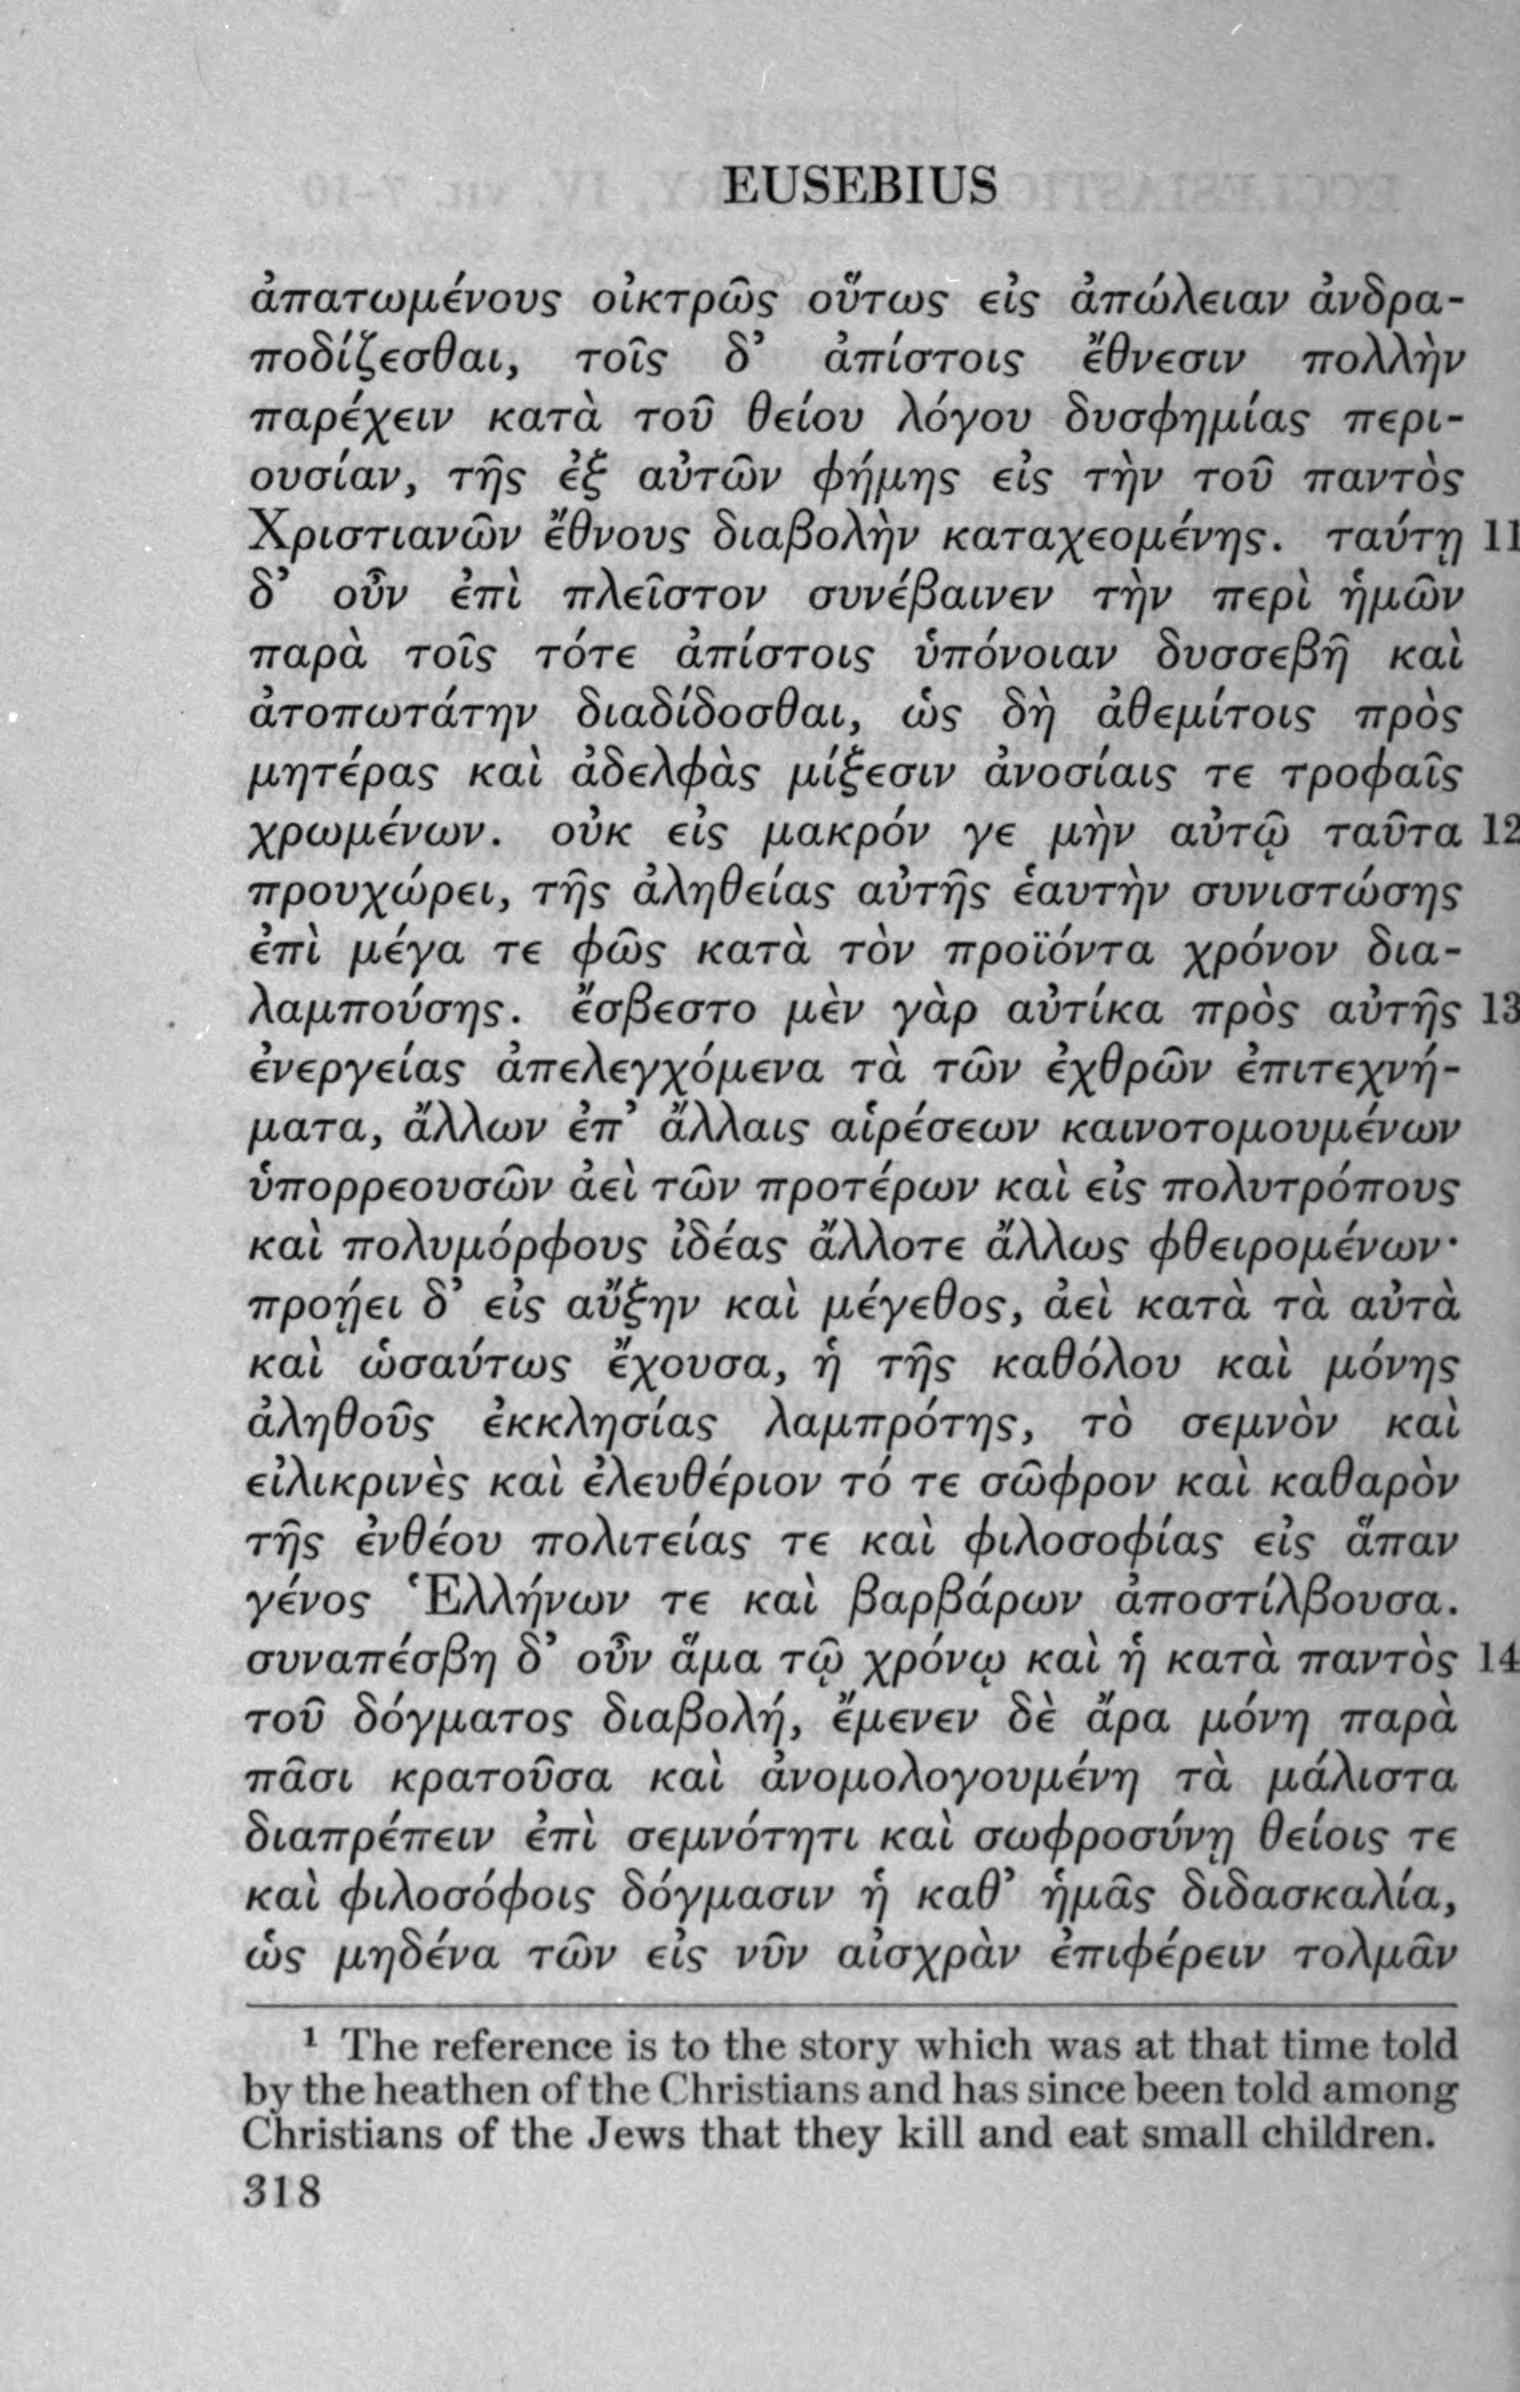 EUSEBIUS
ἀπατωμένους οἰκτρῶς οὕτως εἰς ἀπώλειαν ἀνδρα-
ποδίζεσθαι, τοῖς δ’ ἀπίστοις ἔθνεσιν πολλὴν
παρέχειν κατὰ τοῦ θείου λόγου δυσφημίας περι-
ουσίαν, τῆς ἐξ αὐτῶν φήμης εἰς τὴν τοῦ παντὸς
Χριστιανῶν ἔθνους διαβολὴν καταχεομένης. ταύτῃ 11
δ’ οὖν ἐπὶ πλεῖστον συνέβαινεν τὴν περὶ ἡμῶν
παρὰ τοῖς τότε ἀπίστοις ὑπόνοιαν δυσσεβῆ καὶ
ἀτοπωτάτην διαδίδοσθαι, ὡς δὴ ἀθεμίτοις πρὸς
μητέρας καὶ ἀδελφὰς μίξεσιν ἀνοσίαις τε τροφαῖς
χρωμένων. οὐκ εἰς μακρόν γε μὴν αὐτῷ ταῦτα 12
προυχώρει, τῆς ἀληθείας αὐτῆς ἑαυτὴν συνιστώσης
ἐπὶ μέγα τε φῶς κατὰ τὸν προϊόντα χρόνον δια-
λαμπούσης. ἔσβεστο μὲν γὰρ αὐτίκα πρὸς αὐτῆς 13
ἐνεργείας ἀπελεγχόμενα τὰ τῶν ἐχθρῶν ἐπιτεχνή-
ματα, ἄλλων ἐπ’ ἄλλαις αἱρέσεων καινοτομουμένων
ὑπορρεουσῶν ἀεὶ τῶν προτέρων καὶ εἰς πολυτρόπους
καὶ πολυμόρφους ἰδέας ἄλλοτε ἄλλως φθειρομένων·
προῄει δ’ εἰς αὔξην καὶ μέγεθος, ἀεὶ κατὰ τὰ αὐτὰ
καὶ ὡσαύτως ἔχουσα, ἡ τῆς καθόλου καὶ μόνης
ἀληθοῦς ἐκκλησίας λαμπρότης, τὸ σεμνὸν καὶ
εἰλικρινὲς καὶ ἐλευθέριον τό τε σῶφρον καὶ καθαρὸν
τῆς ἐνθέου πολιτείας τε καὶ φιλοσοφίας εἰς ἅπαν
γένος Ἑλλήνων τε καὶ βαρβάρων ἀποστίλβουσα.
συναπέσβη δ’ οὖν ἅμα τῷ χρόνῳ καὶ ἡ κατὰ παντὸς 14
τοῦ δόγματος διαβολή, ἔμενεν δὲ ἄρα μόνη παρὰ
πᾶσι κρατοῦσα καὶ ἀνομολογουμένη τὰ μάλιστα
διαπρέπειν ἐπὶ σεμνότητι καὶ σωφροσύνῃ θείοις τε
καὶ φιλοσόφοις δόγμασιν ἡ καθ’ ἡμᾶς διδασκαλία,
ὡς μηδένα τῶν εἰς νῦν αἰσχρὰν ἐπιφέρειν τολμᾶν
¹ The reference is to the story which was at that time told
by the heathen of the Christians and has since been told among
Christians of the Jews that they kill and eat small children.
318